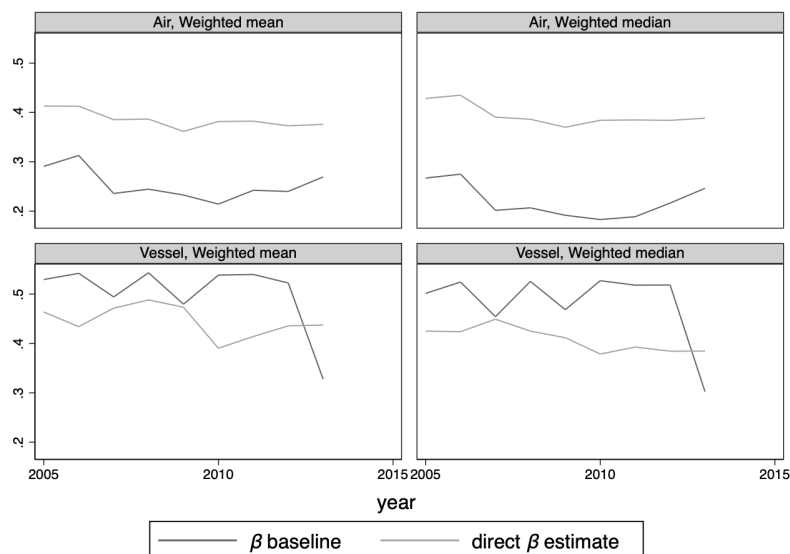 Air, Weighted mean
Air, Weighted median
.5
.4
.3
.2
Vessel, Weighted mean
Vessel, Weighted median
.5
.4
.3
.2
2005 2010 2015 2005 2010 2015
year
β baseline direct β estimate